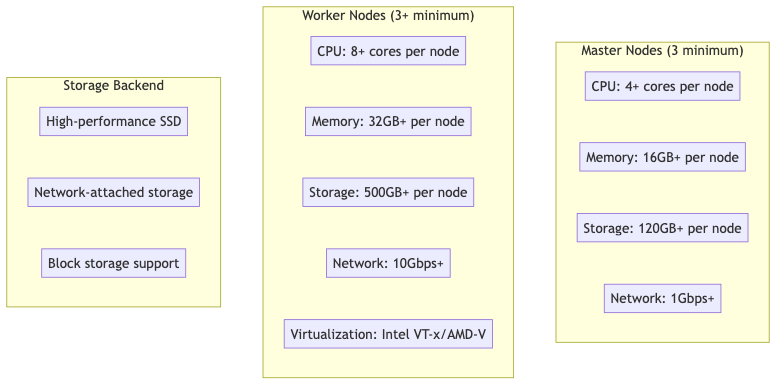 Storage Backend
High-performance SSD
Network-attached storage
Block storage support
Worker Nodes (3+ minimum)
CPU: 8+ cores per node
Memory: 32GB+ per node
Storage: 500GB+ per node
Network: 10Gbps+
Virtualization: Intel VT-x/AMD-V
Master Nodes (3 minimum)
CPU: 4+ cores per node
Memory: 16GB+ per node
Storage: 120GB+ per node
Network: 1Gbps+